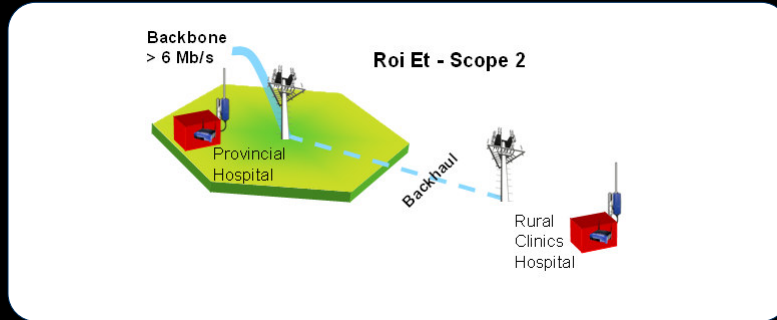 Backbone
> 6 Mb/s
Roi Et - Scope 2
Provincial
Hospital
Backhaul
Rural
Clinics
Hospital